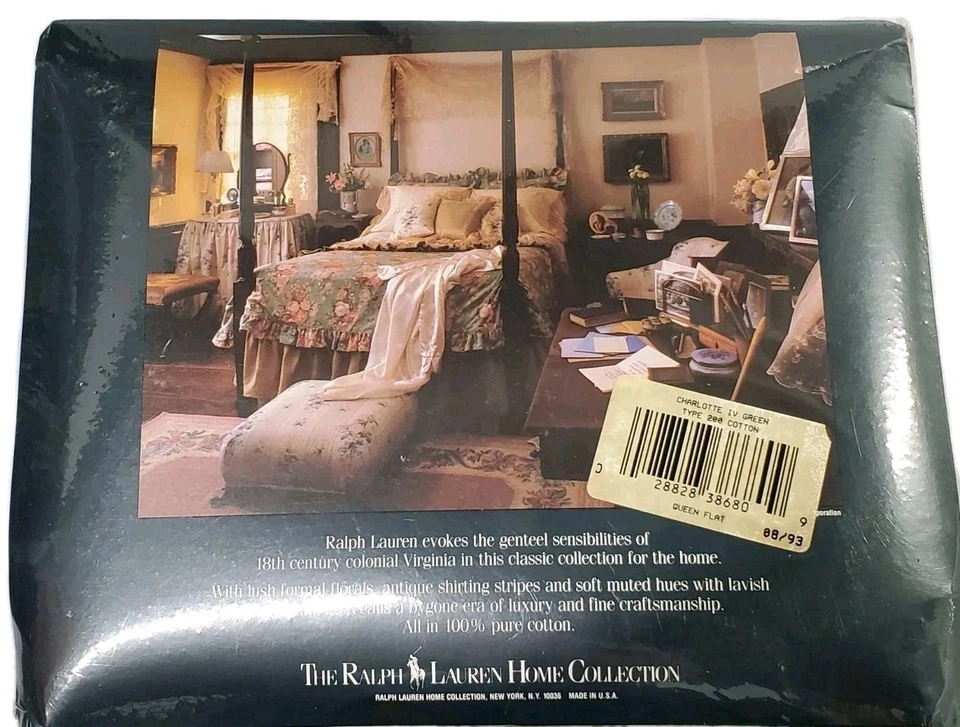 CHARLOTTE IV GREEN
TYPE 200 COTTON
0 28828 38680 9
QUEEN FLAT
08/93
poration
Ralph Lauren evokes the genteel sensibilities of
18th century colonial Virginia in this classic collection for the home.
With lush formal florals, antique shirting stripes and soft muted hues with lavish
a bygone era of luxury and fine craftsmanship.
All in 100% pure cotton.
THE RALPH LAUREN HOME COLLECTION
RALPH LAUREN HOME COLLECTION, NEW YORK, N.Y. 10036 MADE IN U.S.A.